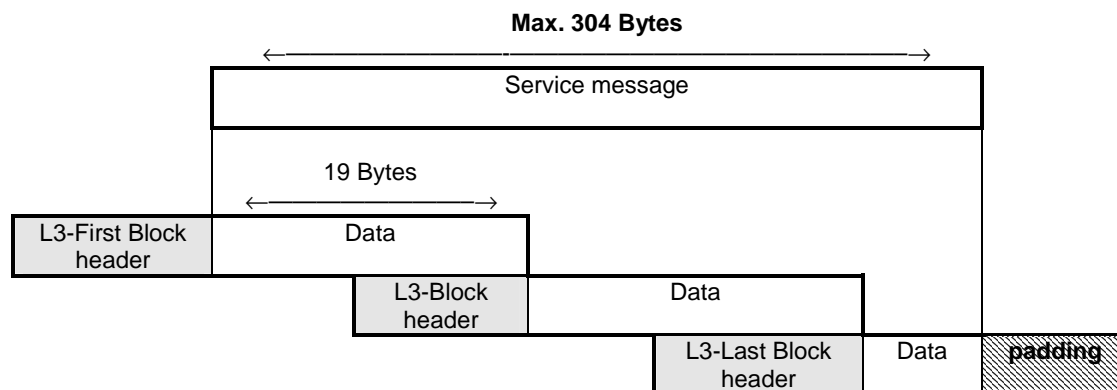 Max. 304 Bytes
Service message
19 Bytes
L3-First Block
header
Data
L3-Block
header
Data
L3-Last Block
header
Data
padding